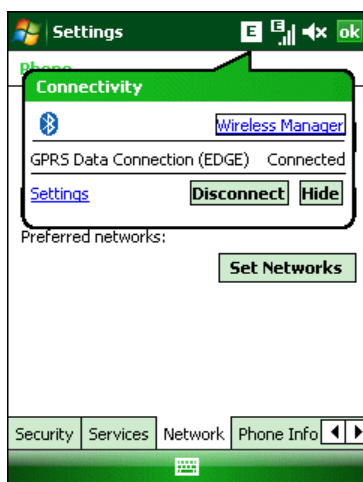 Settings E E ok
Phone
Connectivity
Wireless Manager
GPRS Data Connection (EDGE) Connected
Settings Disconnect Hide
Preferred networks:
Set Networks
Security Services Network Phone Info